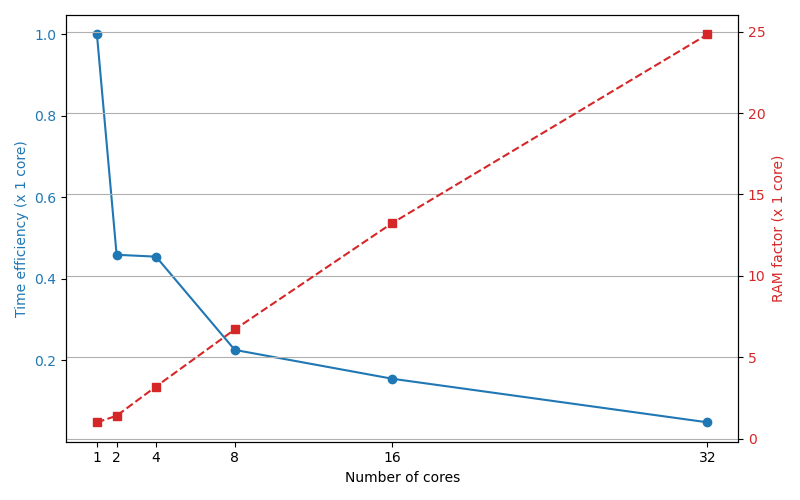 Time efficiency (x 1 core)
1.0
0.8
0.6
0.4
0.2
25
20
15
10
5
0
RAM factor (x 1 core)
1 2 4 8 16 32
Number of cores